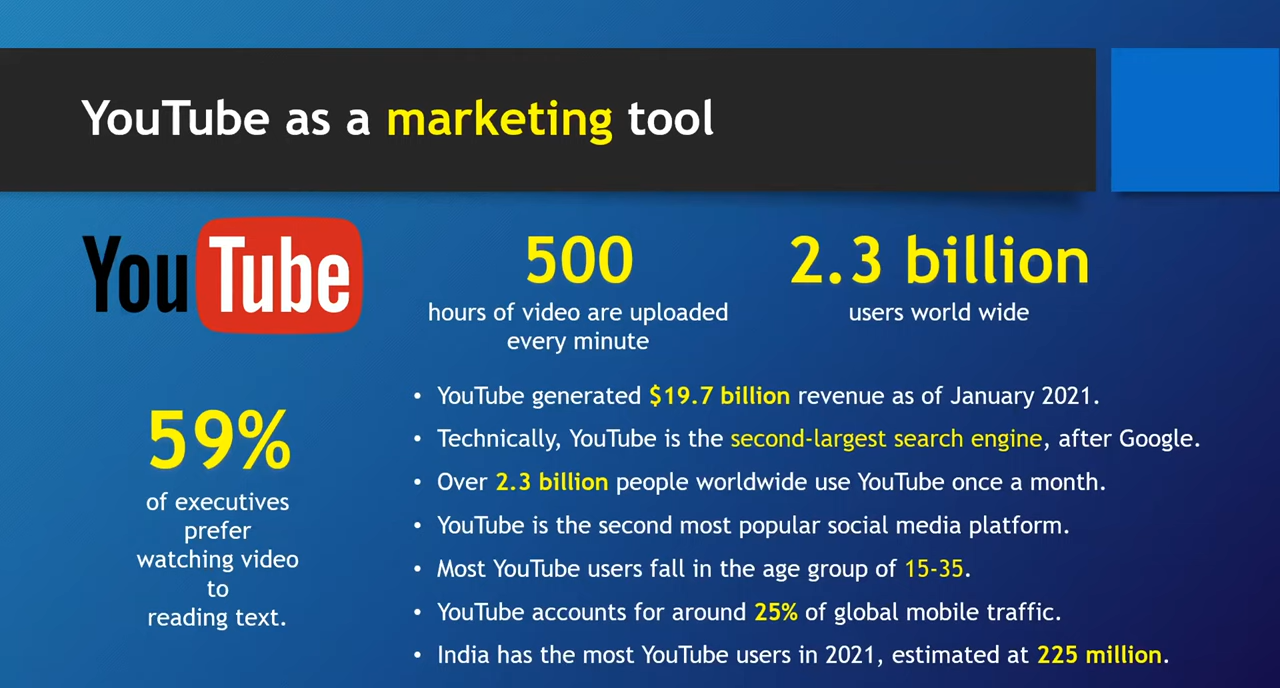 YouTube as a marketing tool
YouTube
500
hours of video are uploaded
every minute
2.3 billion
users world wide
59%
of executives
prefer
watching video
to
reading text.
• YouTube generated $19.7 billion revenue as of January 2021.
• Technically, YouTube is the second-largest search engine, after Google.
• Over 2.3 billion people worldwide use YouTube once a month.
• YouTube is the second most popular social media platform.
• Most YouTube users fall in the age group of 15-35.
• YouTube accounts for around 25% of global mobile traffic.
• India has the most YouTube users in 2021, estimated at 225 million.